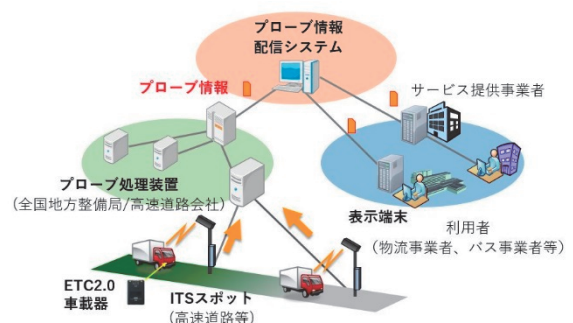 プローブ情報
配信システム
プローブ情報
サービス提供事業者
プローブ処理装置
(全国地方整備局/高速道路会社)
表示端末
利用者
(物流事業者、バス事業者等)
ETC2.0
車載器
ITSスポット
(高速道路等)